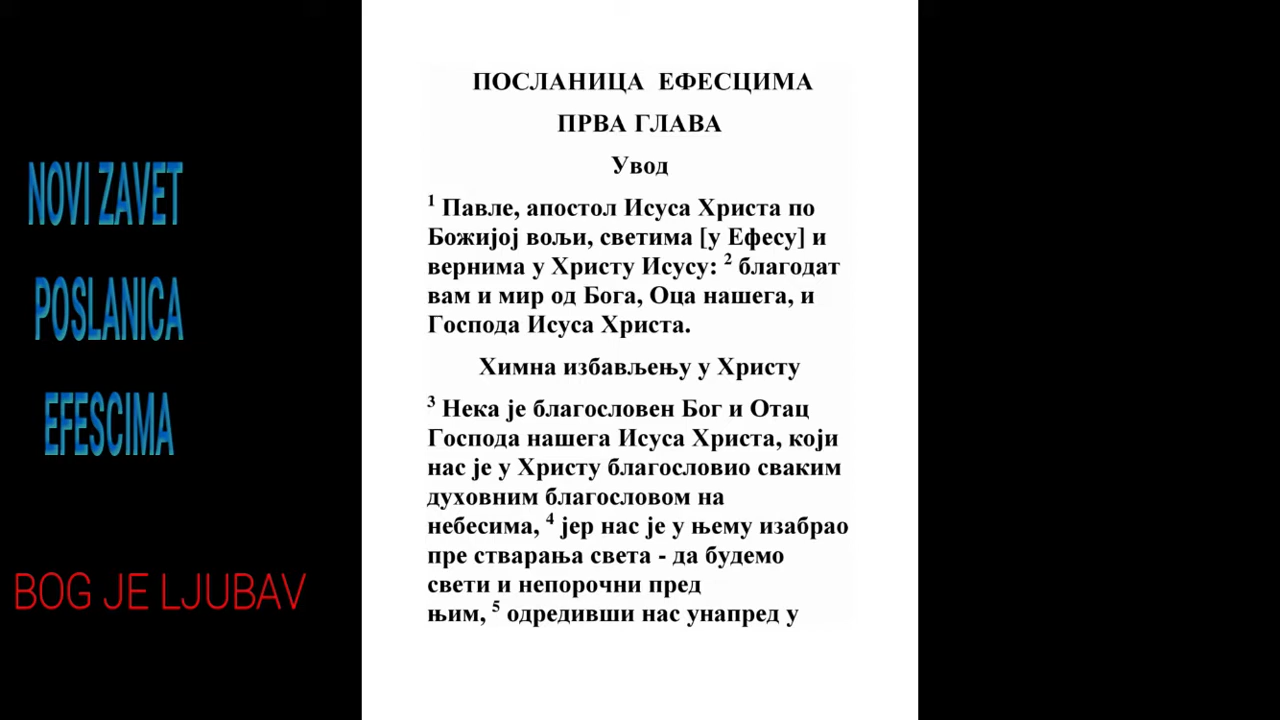 NOVI ZAVET
POSLANICA
EFESCIMA
BOG JE LJUBAV
ПОСЛАНИЦА ЕФЕСЦИМА
ПРВА ГЛАВА
Увод
1 Павле, апостол Исуса Христа по
Божијој вољи, светима [у Ефесу] и
вернима у Христу Исусу: 2 благодат
вам и мир од Бога, Оца нашега, и
Господа Исуса Христа.
Химна избављењу у Христу
3 Нека је благословен Бог и Отац
Господа нашега Исуса Христа, који
нас је у Христу благословио сваким
духовним благословом на
небесима, 4 јер нас је у њему изабрао
пре стварања света - да будемо
свети и непорочни пред
њим, 5 одредивши нас унапред у